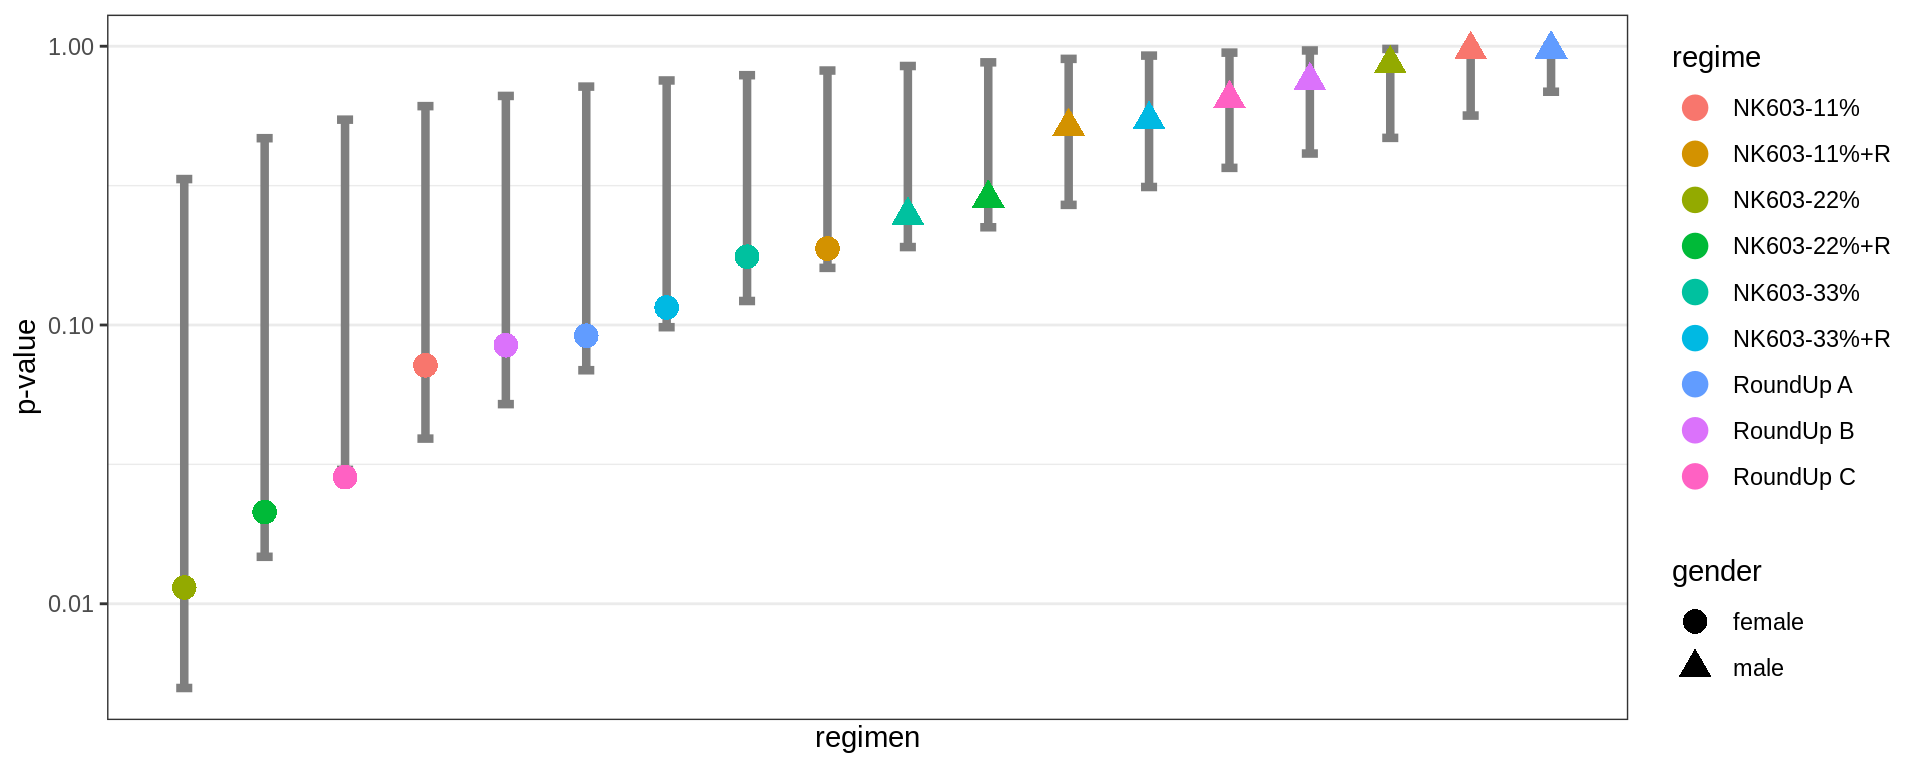 1.00
0.10
0.01
p-value
regimen
regime
NK603-11%
NK603-11%+R
NK603-22%
NK603-22%+R
NK603-33%
NK603-33%+R
RoundUp A
RoundUp B
RoundUp C
gender
female
male